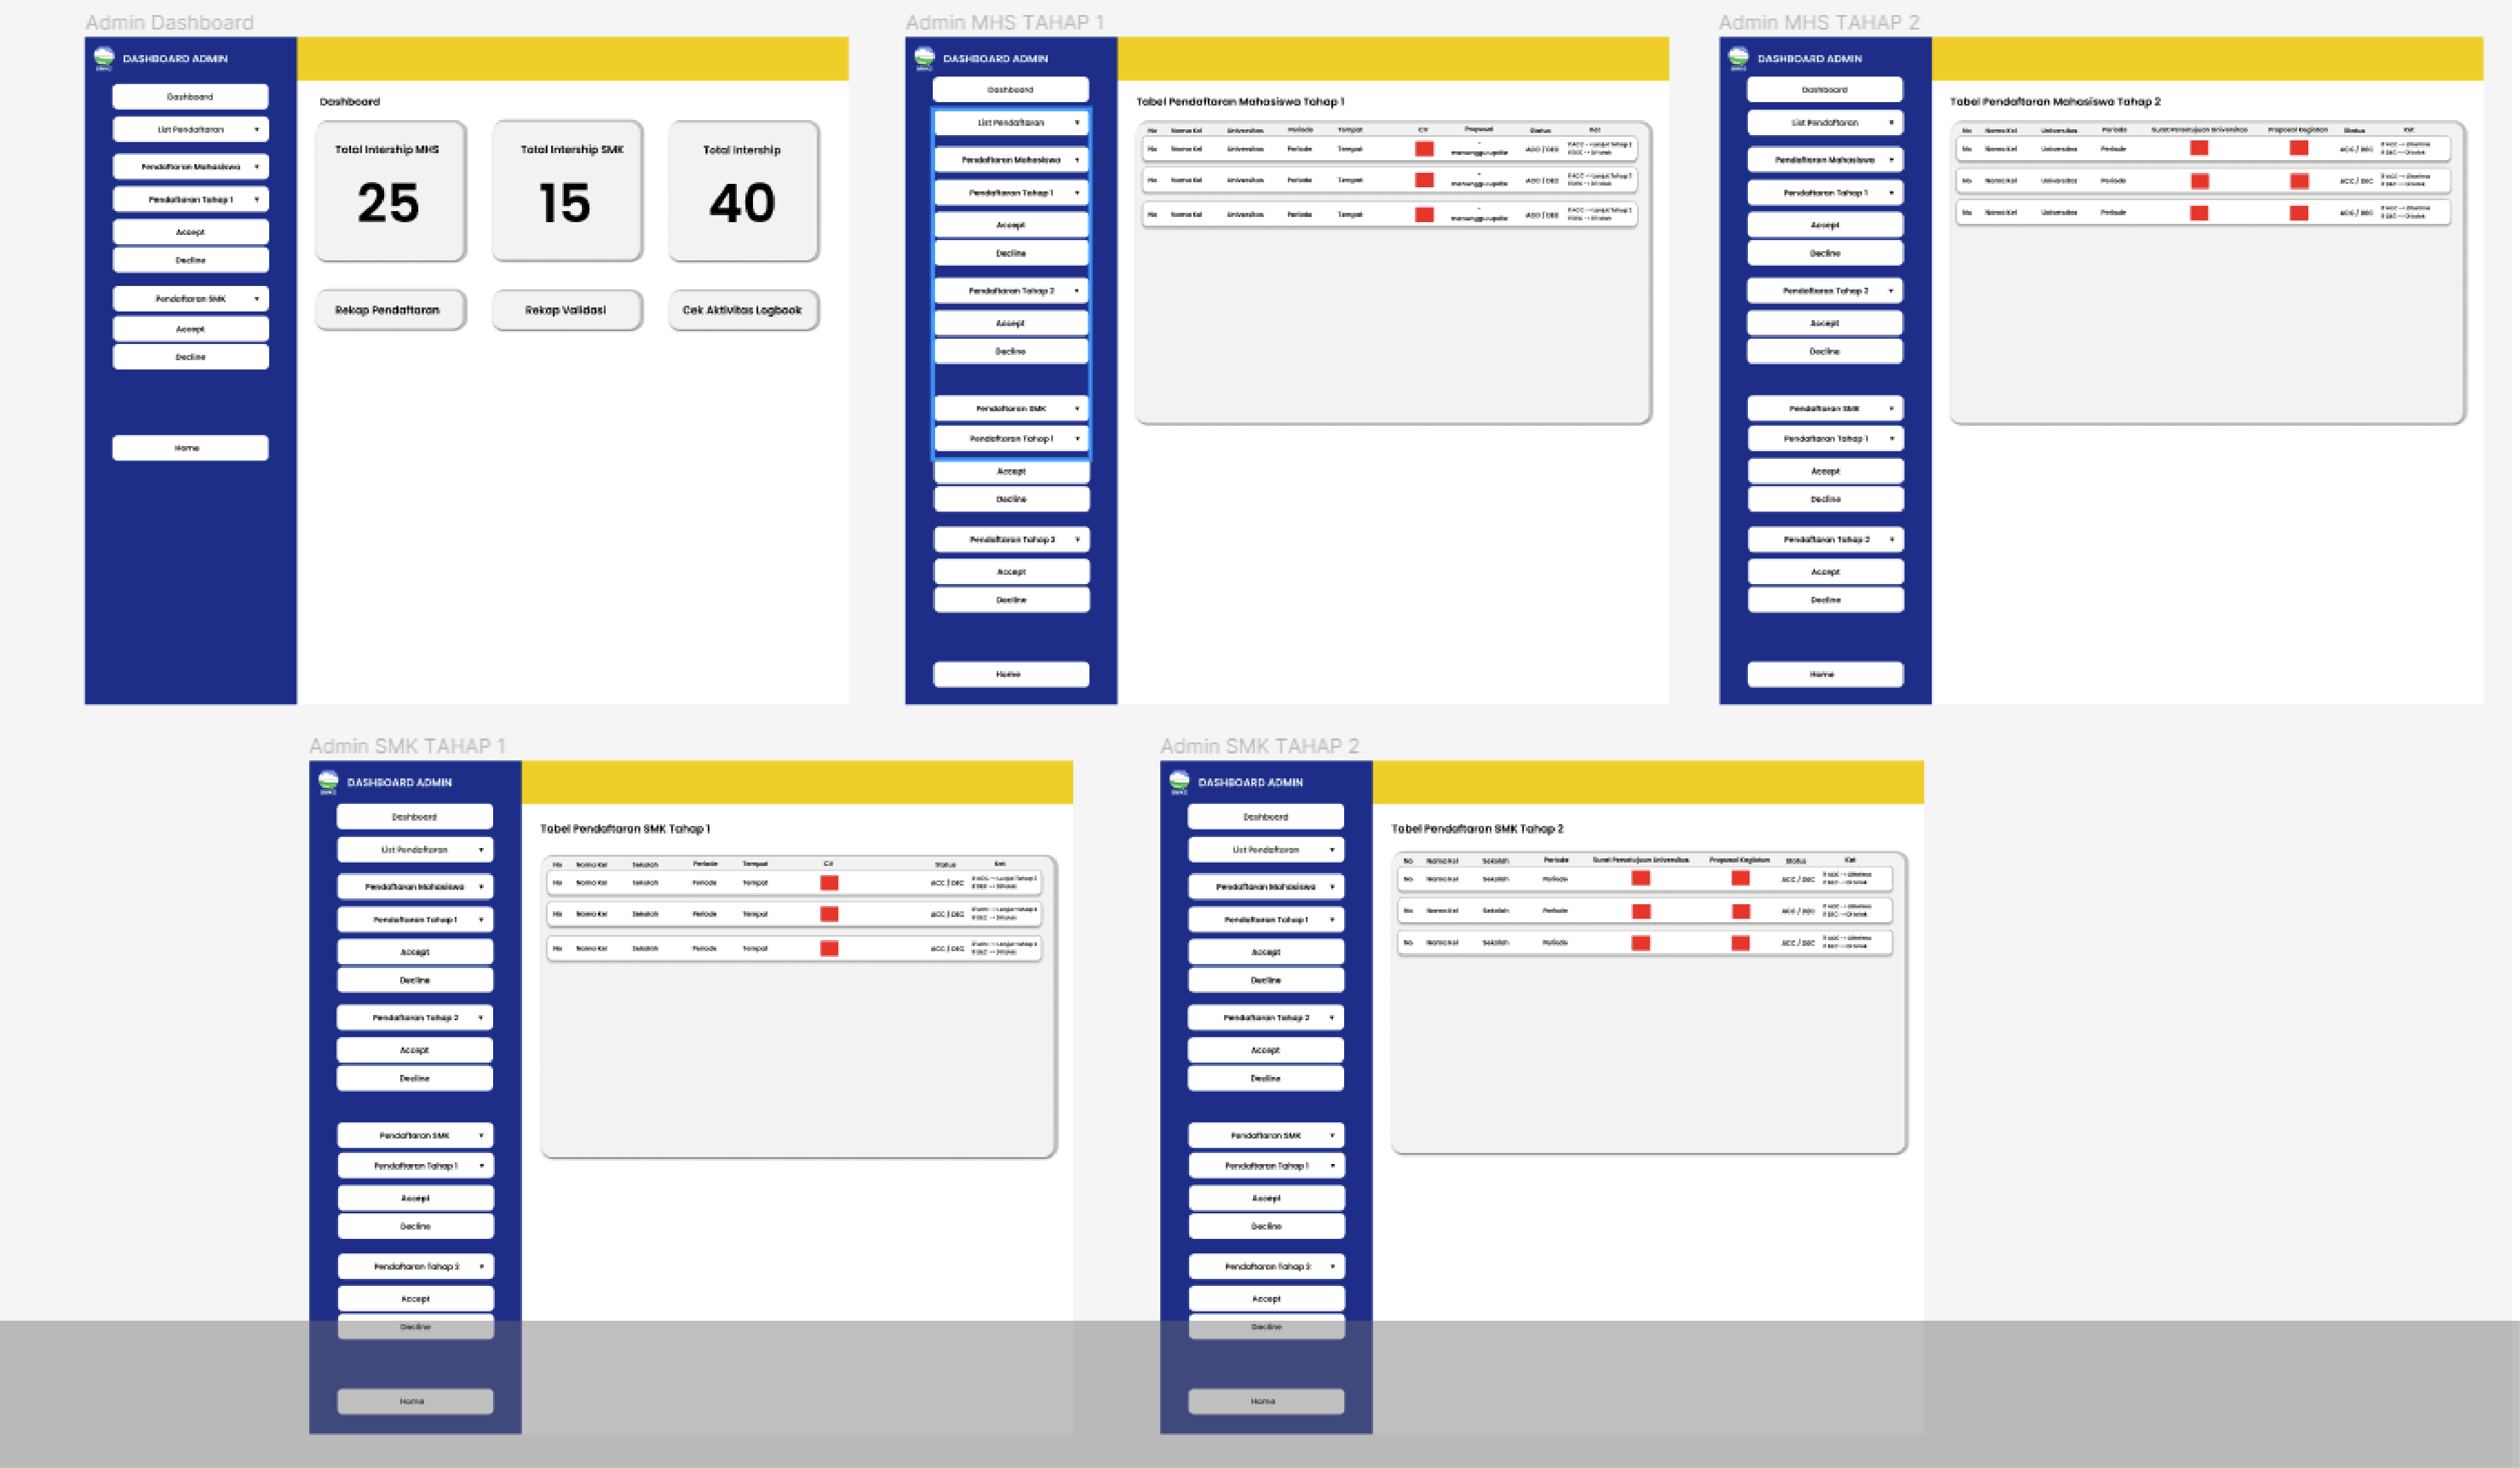 Admin Dashboard
DASHBOARD ADMIN
Dashboard
List Pendaftaran
Pendaftaran Mahasiswa
Pendaftaran Tahap 1
Accept
Decline
Pendaftaran SMK
Accept
Decline
Home
Dashboard
Total Intership MHS
25
Total Intership SMK
15
Total Intership
40
Rekap Pendaftaran
Rekap Validasi
Cek Aktivitas Logbook
Admin MHS TAHAP 1
DASHBOARD ADMIN
Dashboard
List Pendaftaran
Pendaftaran Mahasiswa
Pendaftaran Tahap 1
Accept
Decline
Pendaftaran Tahap 2
Accept
Decline
Pendaftaran SMK
Pendaftaran Tahap 1
Accept
Decline
Pendaftaran Tahap 2
Accept
Decline
Home
Tabel Pendaftaran Mahasiswa Tahap 1
No Nama Kel Universitas Periode Tempat CV Proposal Status Ket
No Nama Kel Universitas Periode Tempat - ACC / DEC
No Nama Kel Universitas Periode Tempat - ACC / DEC
No Nama Kel Universitas Periode Tempat - ACC / DEC
Admin MHS TAHAP 2
DASHBOARD ADMIN
Dashboard
List Pendaftaran
Pendaftaran Mahasiswa
Pendaftaran Tahap 1
Accept
Decline
Pendaftaran Tahap 2
Accept
Decline
Pendaftaran SMK
Pendaftaran Tahap 1
Accept
Decline
Pendaftaran Tahap 2
Accept
Decline
Home
Tabel Pendaftaran Mahasiswa Tahap 2
No Nama Kel Universitas Periode Surat Persetujuan Universitas Proposal Kegiatan Status Ket
No Nama Kel Universitas Periode ACC / DEC
No Nama Kel Universitas Periode ACC / DEC
No Nama Kel Universitas Periode ACC / DEC
Admin SMK TAHAP 1
DASHBOARD ADMIN
Dashboard
List Pendaftaran
Pendaftaran Mahasiswa
Pendaftaran Tahap 1
Accept
Decline
Pendaftaran Tahap 2
Accept
Decline
Pendaftaran SMK
Pendaftaran Tahap 1
Accept
Decline
Pendaftaran Tahap 2
Accept
Decline
Home
Tabel Pendaftaran SMK Tahap 1
No Nama Kel Sekolah Periode Tempat CV Status Ket
No Nama Kel Sekolah Periode Tempat ACC / DEC
No Nama Kel Sekolah Periode Tempat ACC / DEC
No Nama Kel Sekolah Periode Tempat ACC / DEC
Admin SMK TAHAP 2
DASHBOARD ADMIN
Dashboard
List Pendaftaran
Pendaftaran Mahasiswa
Pendaftaran Tahap 1
Accept
Decline
Pendaftaran Tahap 2
Accept
Decline
Pendaftaran SMK
Pendaftaran Tahap 1
Accept
Decline
Pendaftaran Tahap 2
Accept
Decline
Home
Tabel Pendaftaran SMK Tahap 2
No Nama Kel Sekolah Periode Surat Persetujuan Universitas Proposal Kegiatan Status Ket
No Nama Kel Sekolah Periode ACC / DEC
No Nama Kel Sekolah Periode ACC / DEC
No Nama Kel Sekolah Periode ACC / DEC